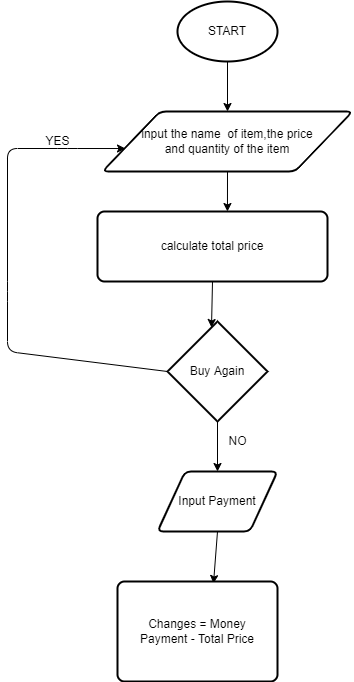 START
input the name of item,the price
and quantity of the item
YES
calculate total price
Buy Again
NO
Input Payment
Changes = Money
Payment - Total Price